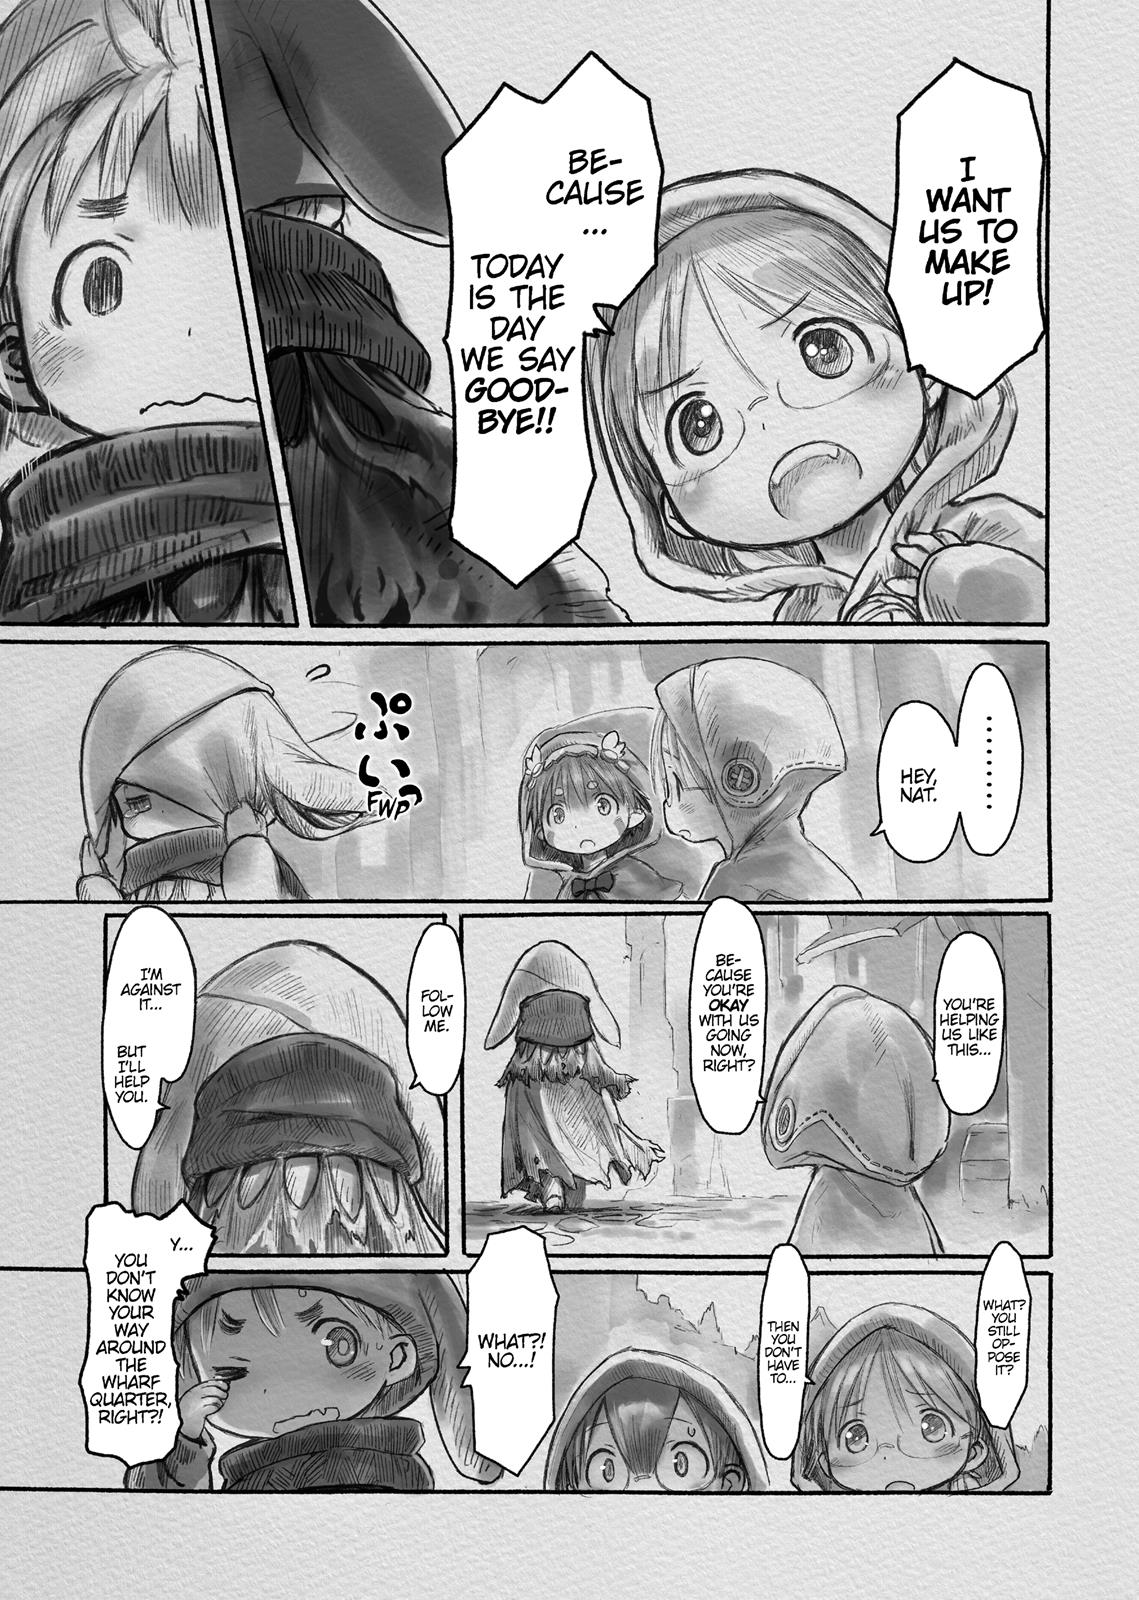 I
WANT
US TO
MAKE
UP!
BE-
CAUSE
...
TODAY
IS THE
DAY
WE SAY
GOOD-
BYE!!
.........
HEY,
NAT.
ぷ
い
FWP
YOU'RE
HELPING
US LIKE
THIS...
BE-
CAUSE
YOU'RE
OKAY
WITH US
GOING
NOW,
RIGHT?
FOL-
LOW
ME.
I'M
AGAINST
IT...
BUT
I'LL
HELP
YOU.
WHAT?
YOU
STILL
OP-
POSE
IT?
THEN
YOU
DON'T
HAVE
TO...
WHAT?!
NO...!
Y...
YOU
DON'T
KNOW
YOUR
WAY
AROUND
THE
WHARF
QUARTER,
RIGHT?!